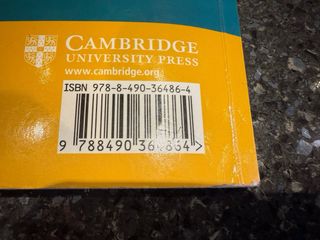 CAMBRIDGE
UNIVERSITY PRESS
www.cambridge.org
ISBN 978-8-490-36486-4
9 788490 364864 >